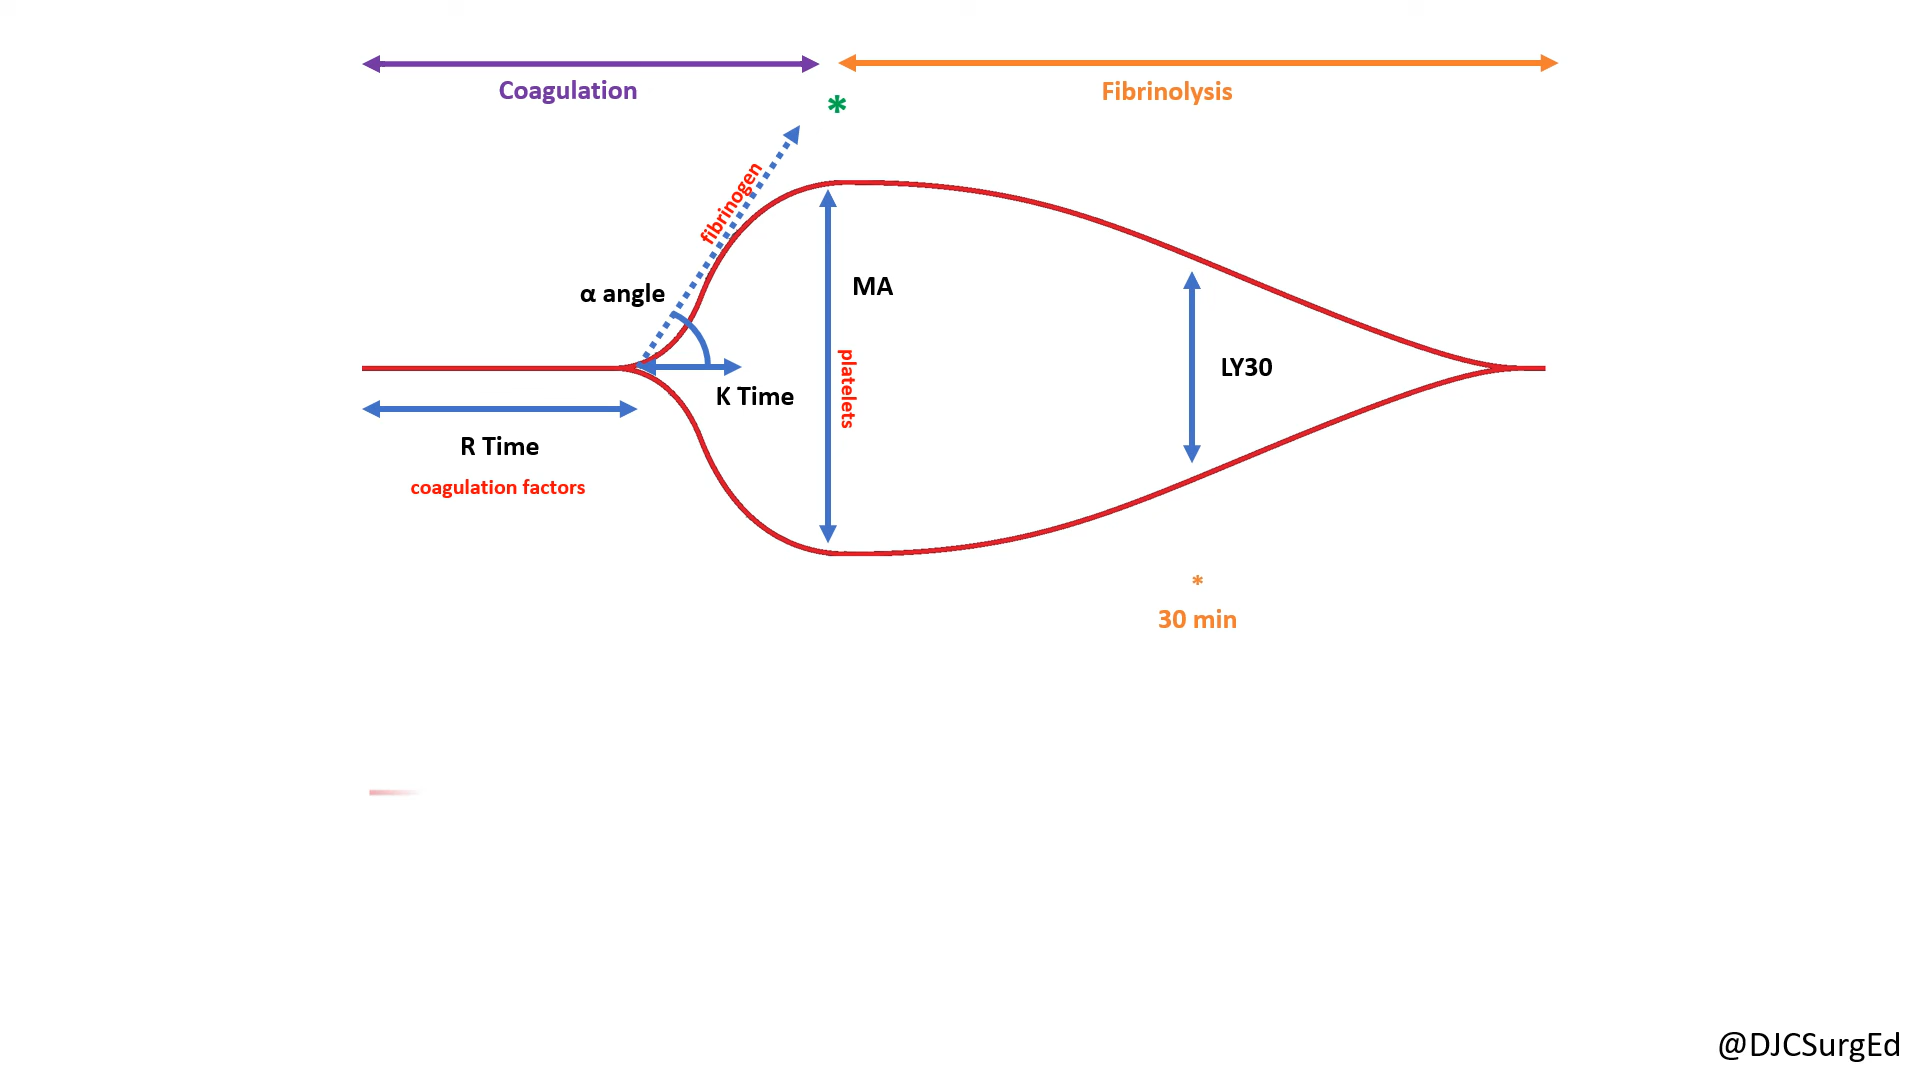 Coagulation
Fibrinolysis
*
fibrinogen
α angle
MA
platelets
LY30
K Time
R Time
coagulation factors
*
30 min
@DJCSurgEd